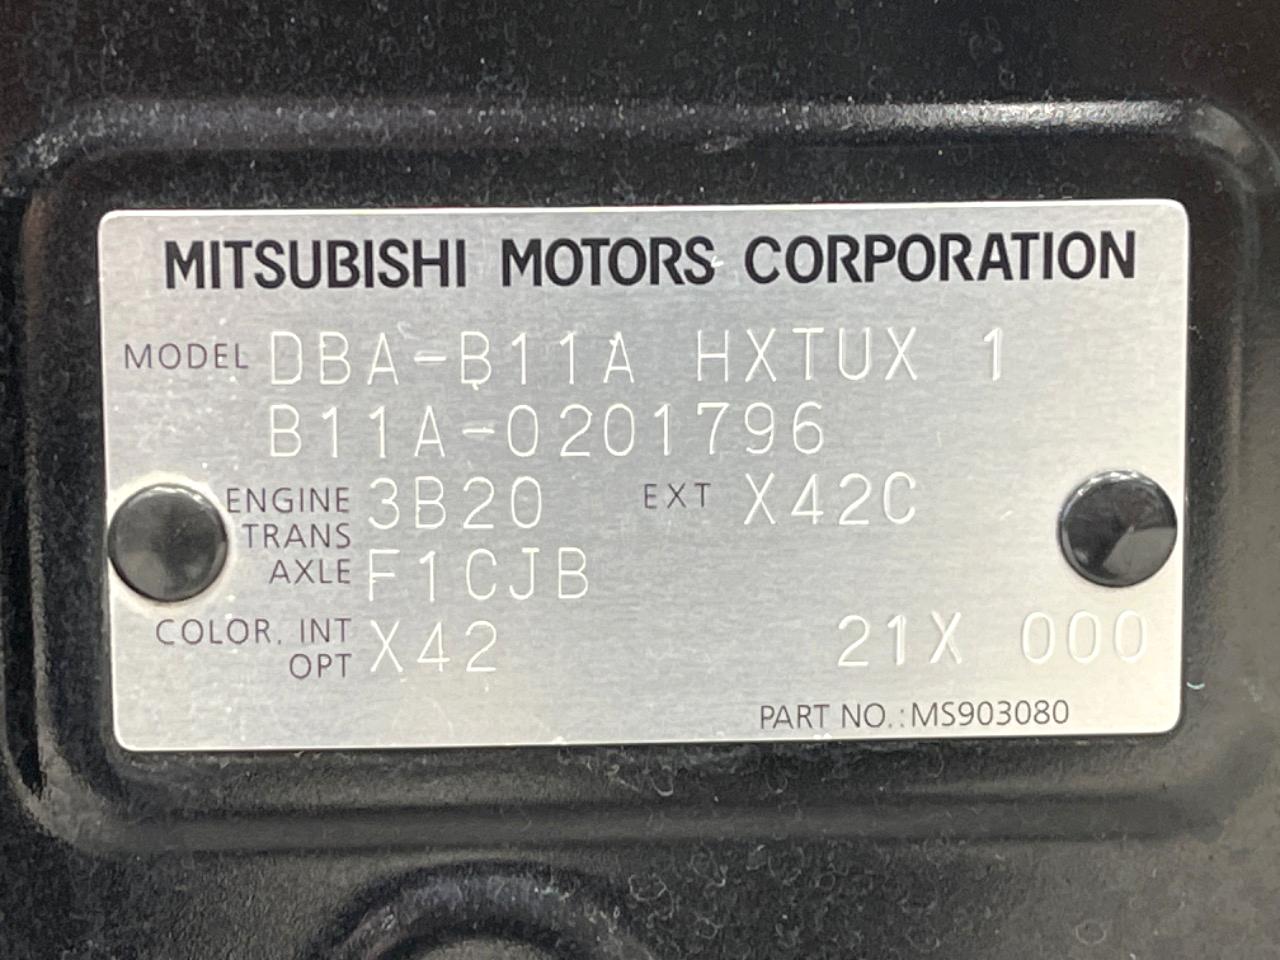 MITSUBISHI MOTORS CORPORATION
MODEL DBA-B11A HXTUX 1
B11A-0201796
ENGINE 3B20 EXT X42C
TRANS
AXLE F1CJB
COLOR. INT X42 21X 000
OPT
PART NO.:MS903080